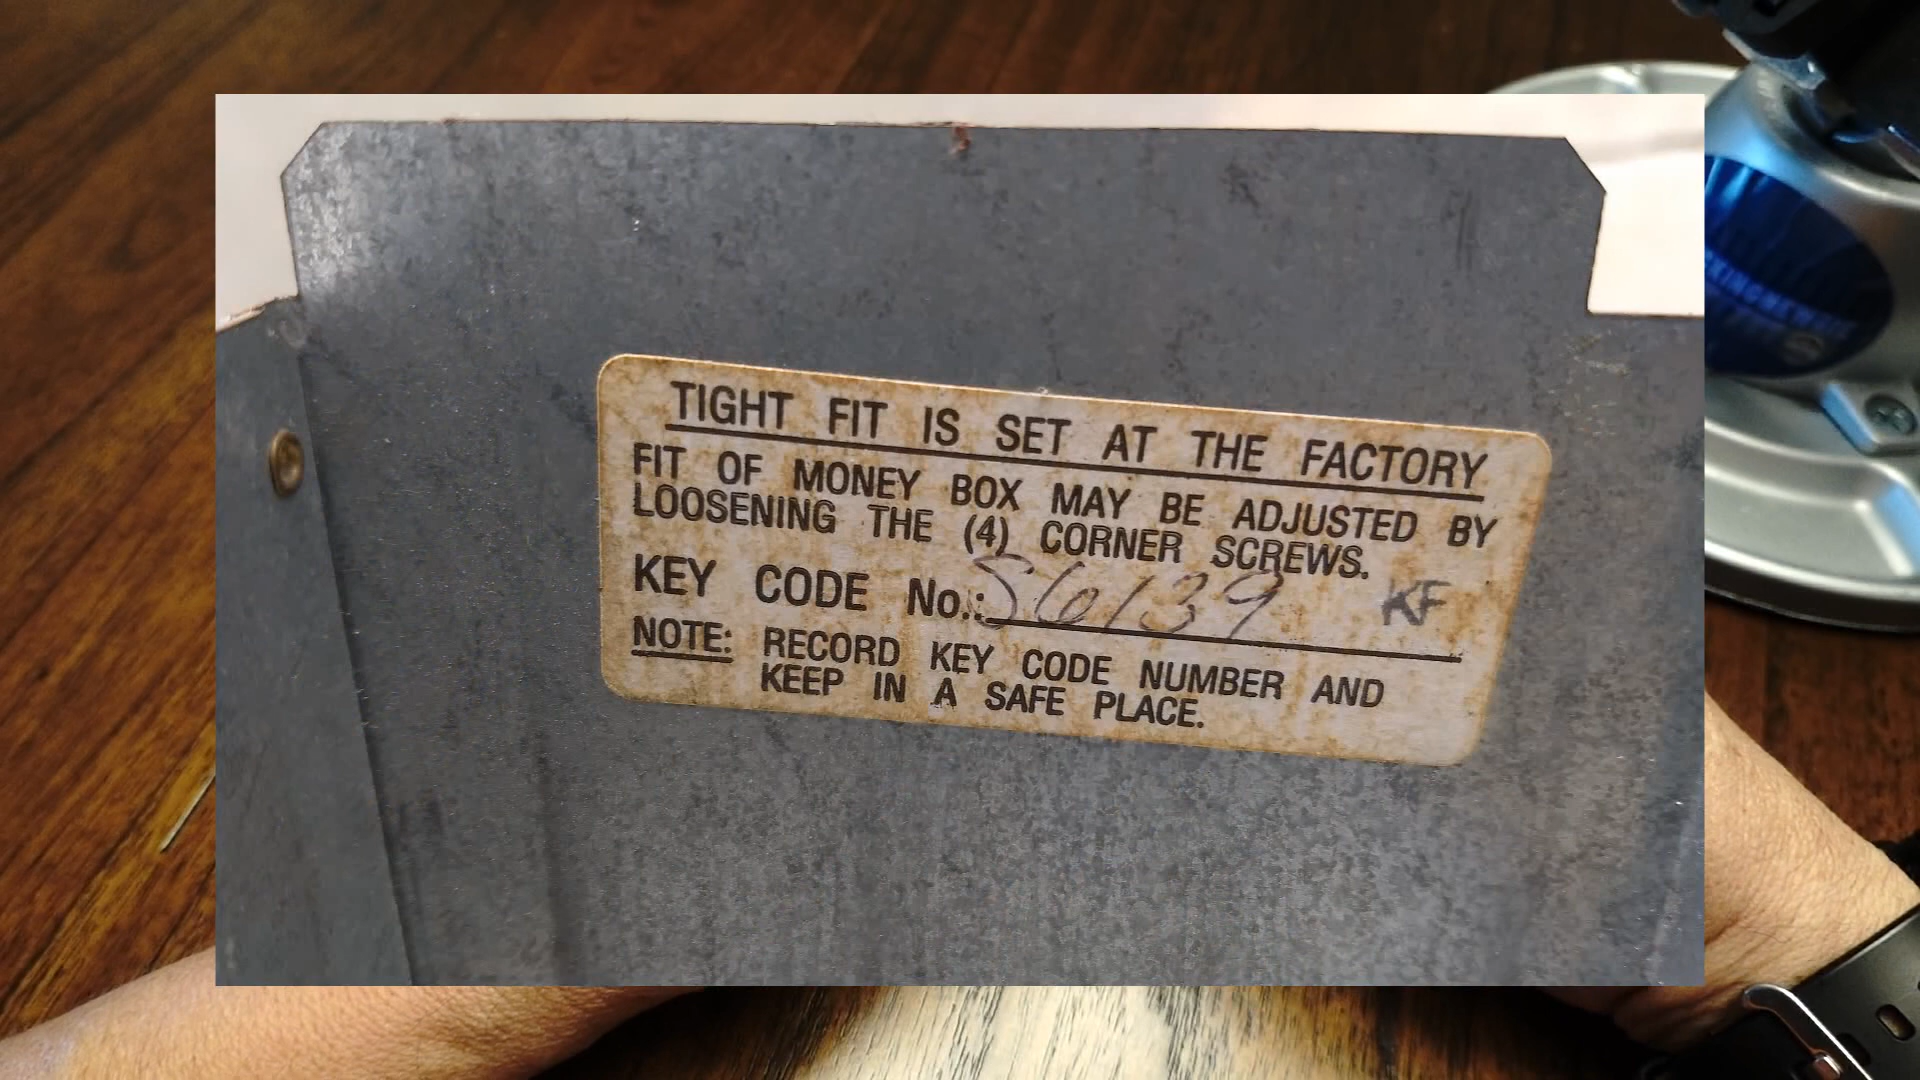 TIGHT FIT IS SET AT THE FACTORY
FIT OF MONEY BOX MAY BE ADJUSTED BY
LOOSENING THE (4) CORNER SCREWS.
KEY CODE No.: S6139 KF
NOTE: RECORD KEY CODE NUMBER AND
KEEP IN A SAFE PLACE.